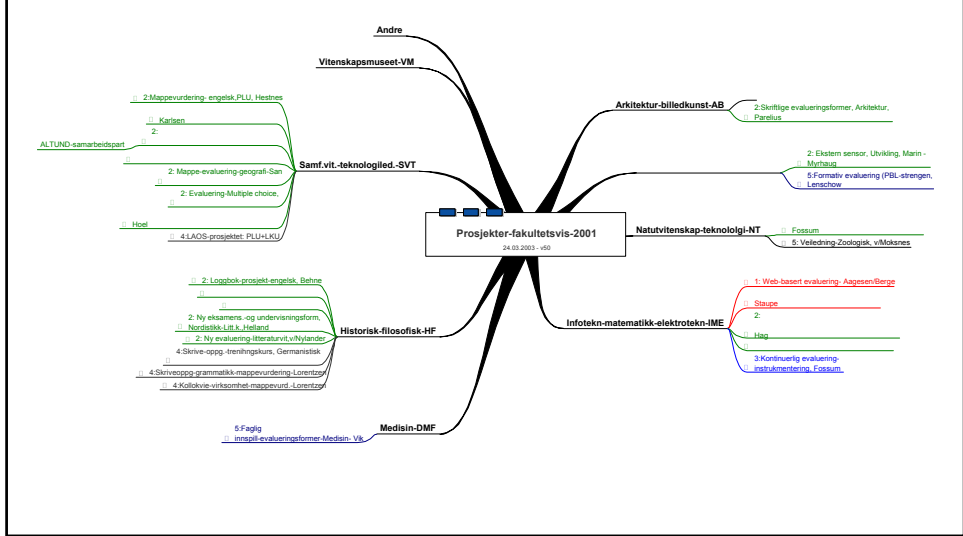 Andre
Vitenskapsmuseet-VM
2:Mappevurdering- engelsk,PLU, Hestnes
Karlsen
2:
ALTUND-samarbeidspart
2: Mappe-evaluering-geografi-San
2: Evaluering-Multiple choice,
Hoel
4:LAOS-prosjektet: PLU+LKU
Samf.vit.-teknologiled.-SVT
2: Loggbok-prosjekt-engelsk, Behne
2: Ny eksamens.-og undervisningsform,
Nordistikk-Litt.k.,Helland
2: Ny evaluering-litteraturvit,v/Nylander
4:Skrive-oppg.-trenihngskurs, Germanistisk
4:Skriveoppg-grammatikk-mappevurdering-Lorentzen
4:Kollokvie-virksomhet-mappevurd.-Lorentzen
Historisk-filosofisk-HF
5:Faglig
innspill-evalueringsformer-Medisin- Vik
Medisin-DMF
Prosjekter-fakultetsvis-2001
24.03.2003 - v50
Arkitektur-billedkunst-AB
2:Skriftlige evalueringsformer, Arkitektur,
Parelius
2: Ekstern sensor, Utvikling, Marin -
Myrhaug
5:Formativ evaluering (PBL-strengen,
Lenschow
Natutvitenskap-teknololgi-NT
Fossum
5: Veiledning-Zoologisk, v/Moksnes
Infotekn-matematikk-elektrotekn-IME
1: Web-basert evaluering- Aagesen/Berge
Staupe
2:
Hag
3:Kontinuerlig evaluering-
instrukmentering, Fossum